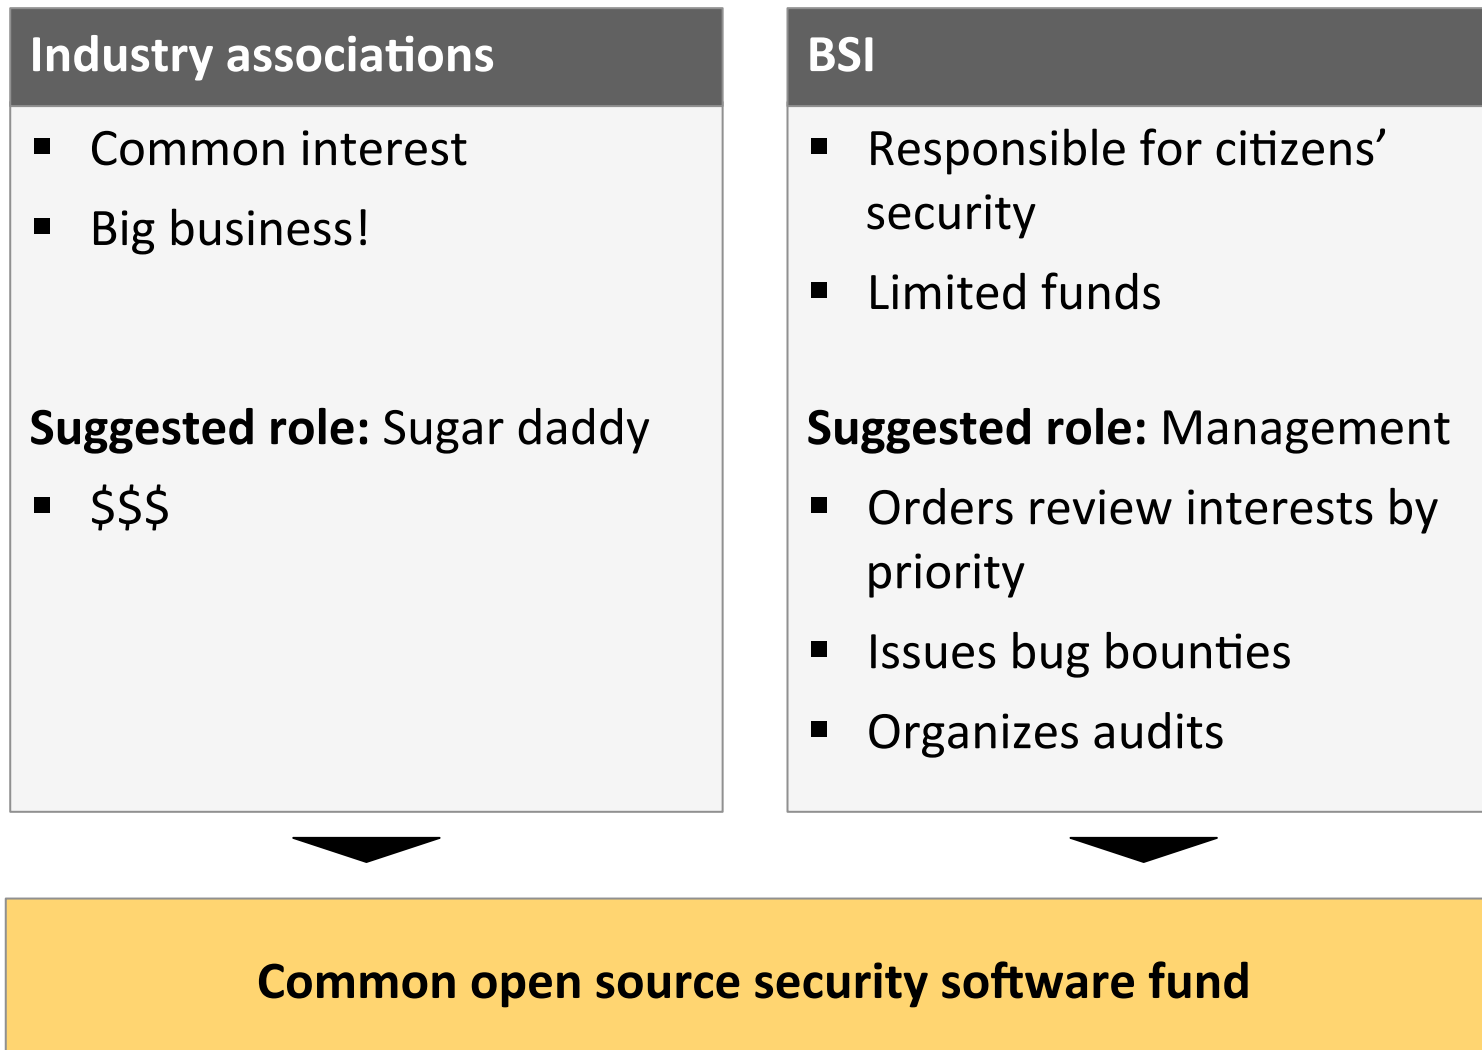 Industry associations
Common interest
Big business!
Suggested role: Sugar daddy
$$$
BSI
Responsible for citizens’
security
Limited funds
Suggested role: Management
Orders review interests by
priority
Issues bug bounties
Organizes audits
Common open source security software fund